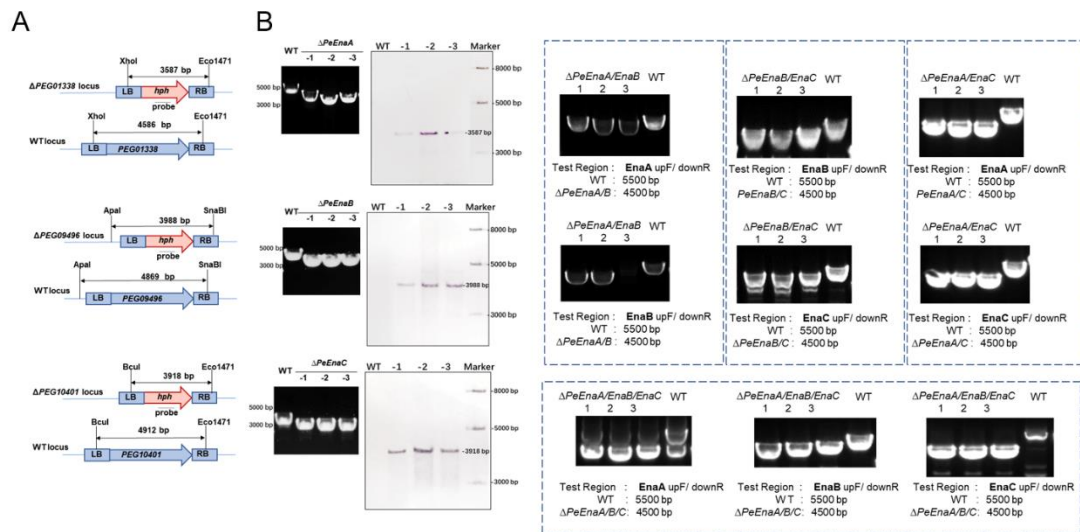 A
B
XhoI
3587 bp
Eco1471
ΔPEG01338 locus
LB
hph
RB
probe
XhoI
4586 bp
Eco1471
WT locus
LB
PEG01338
RB
ApaI
3988 bp
SnaBI
ΔPEG09496 locus
LB
hph
RB
probe
ApaI
4869 bp
SnaBI
WT locus
LB
PEG09496
RB
BcuI
3918 bp
Eco1471
ΔPEG10401 locus
LB
hph
RB
probe
BcuI
4912 bp
Eco1471
WT locus
LB
PEG10401
RB
ΔPeEnaA
WT -1 -2 -3
5000 bp
3000 bp
WT -1 -2 -3 Marker
8000 bp
5000 bp
3587 bp
3000 bp
ΔPeEnaB
WT -1 -2 -3
5000 bp
3000 bp
WT -1 -2 -3 Marker
8000 bp
5000 bp
3988 bp
3000 bp
ΔPeEnaC
WT -1 -2 -3
5000 bp
3000 bp
WT -1 -2 -3 Marker
8000 bp
5000 bp
3918 bp
3000 bp
ΔPeEnaA/EnaB WT
1 2 3
Test Region : EnaA upF/ downR
WT : 5500 bp
ΔPeEnaA/B : 4500 bp
ΔPeEnaA/EnaB WT
1 2 3
Test Region : EnaB upF/ downR
WT : 5500 bp
ΔPeEnaA/B : 4500 bp
ΔPeEnaB/EnaC WT
1 2 3
Test Region : EnaB upF/ downR
WT : 5500 bp
PeEnaB/C : 4500 bp
ΔPeEnaB/EnaC WT
1 2 3
Test Region : EnaC upF/ downR
WT : 5500 bp
ΔPeEnaB/C : 4500 bp
ΔPeEnaA/EnaC WT
1 2 3
Test Region : EnaA upF/ downR
WT : 5500 bp
PeEnaA/C : 4500 bp
ΔPeEnaA/EnaC WT
1 2 3
Test Region : EnaC upF/ downR
WT : 5500 bp
ΔPeEnaA/C : 4500 bp
ΔPeEnaA/EnaB/EnaC WT
1 2 3
Test Region : EnaA upF/ downR
WT : 5500 bp
ΔPeEnaA/B/C : 4500 bp
ΔPeEnaA/EnaB/EnaC WT
1 2 3
Test Region : EnaB upF/ downR
WT : 5500 bp
ΔPeEnaA/B/C : 4500 bp
ΔPeEnaA/EnaB/EnaC WT
1 2 3
Test Region : EnaC upF/ downR
WT : 5500 bp
ΔPeEnaA/B/C : 4500 bp